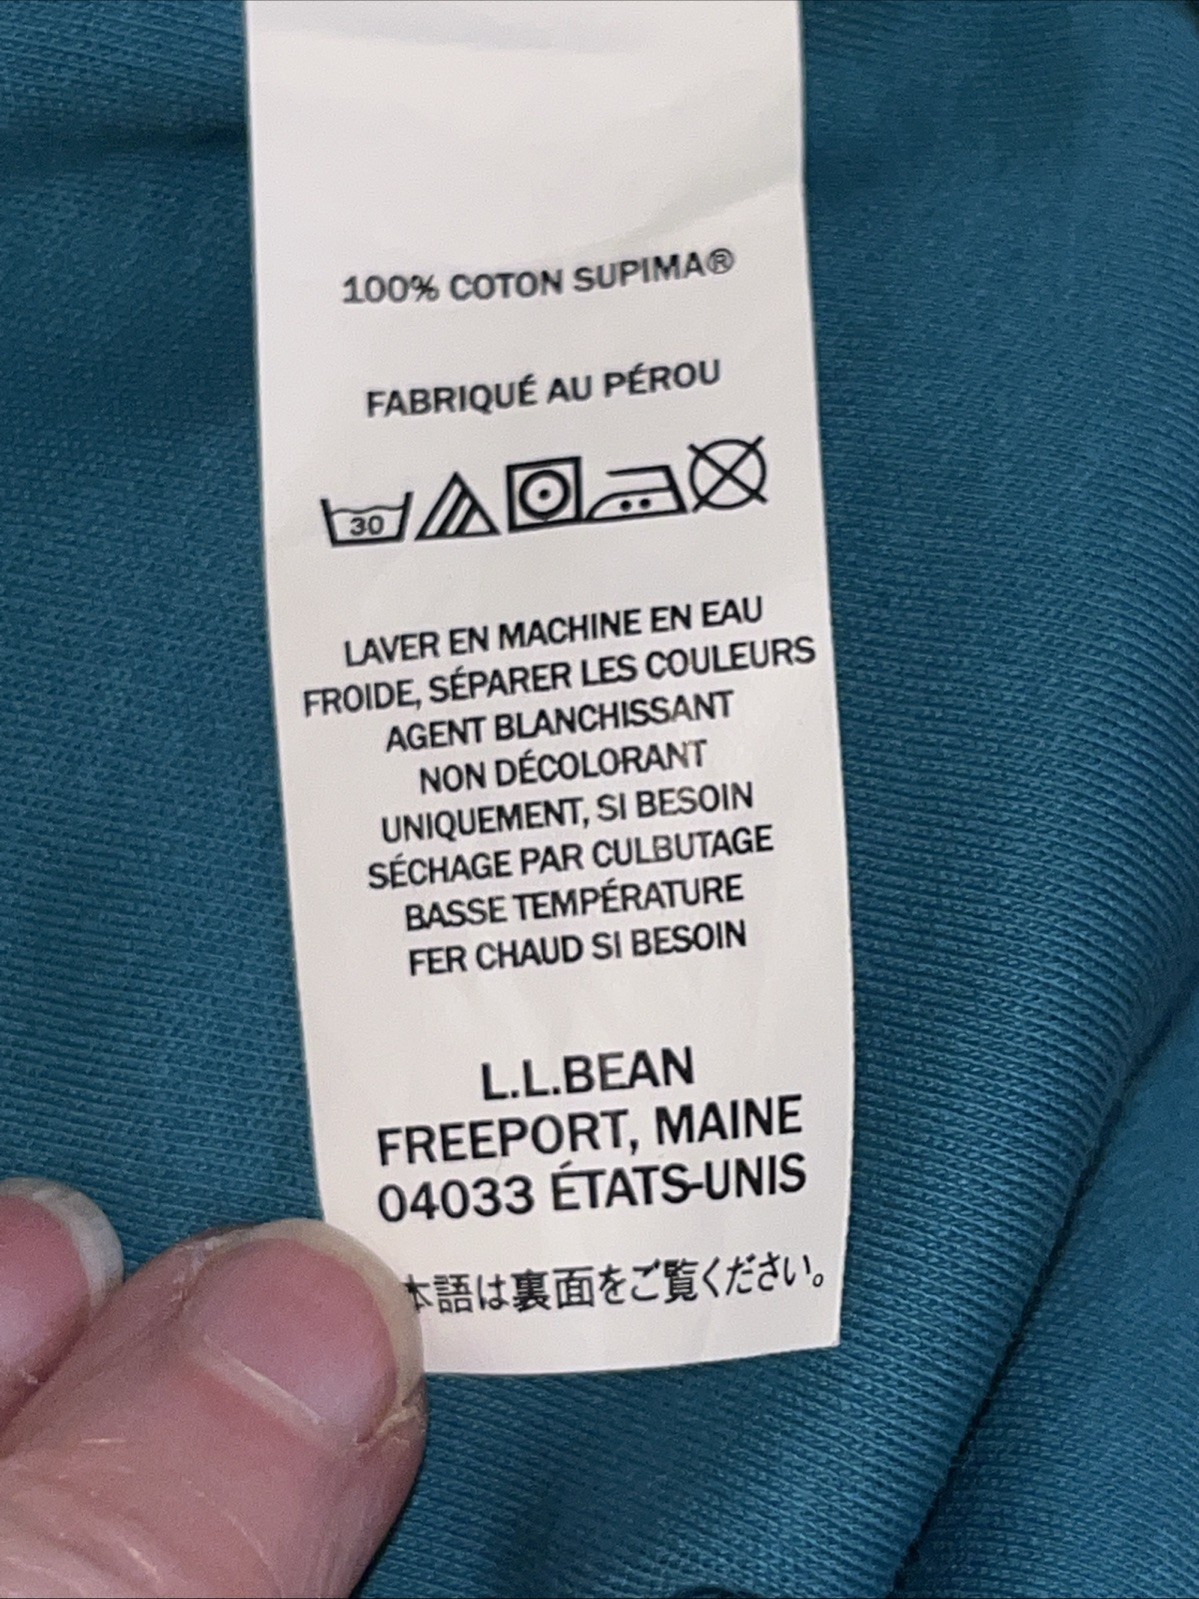 100% COTON SUPIMA®
FABRIQUÉ AU PÉROU
30
LAVER EN MACHINE EN EAU
FROIDE, SÉPARER LES COULEURS
AGENT BLANCHISSANT
NON DÉCOLORANT
UNIQUEMENT, SI BESOIN
SÉCHAGE PAR CULBUTAGE
BASSE TEMPÉRATURE
FER CHAUD SI BESOIN
L.L.BEAN
FREEPORT, MAINE
04033 ÉTATS-UNIS
本語は裏面をご覧ください。